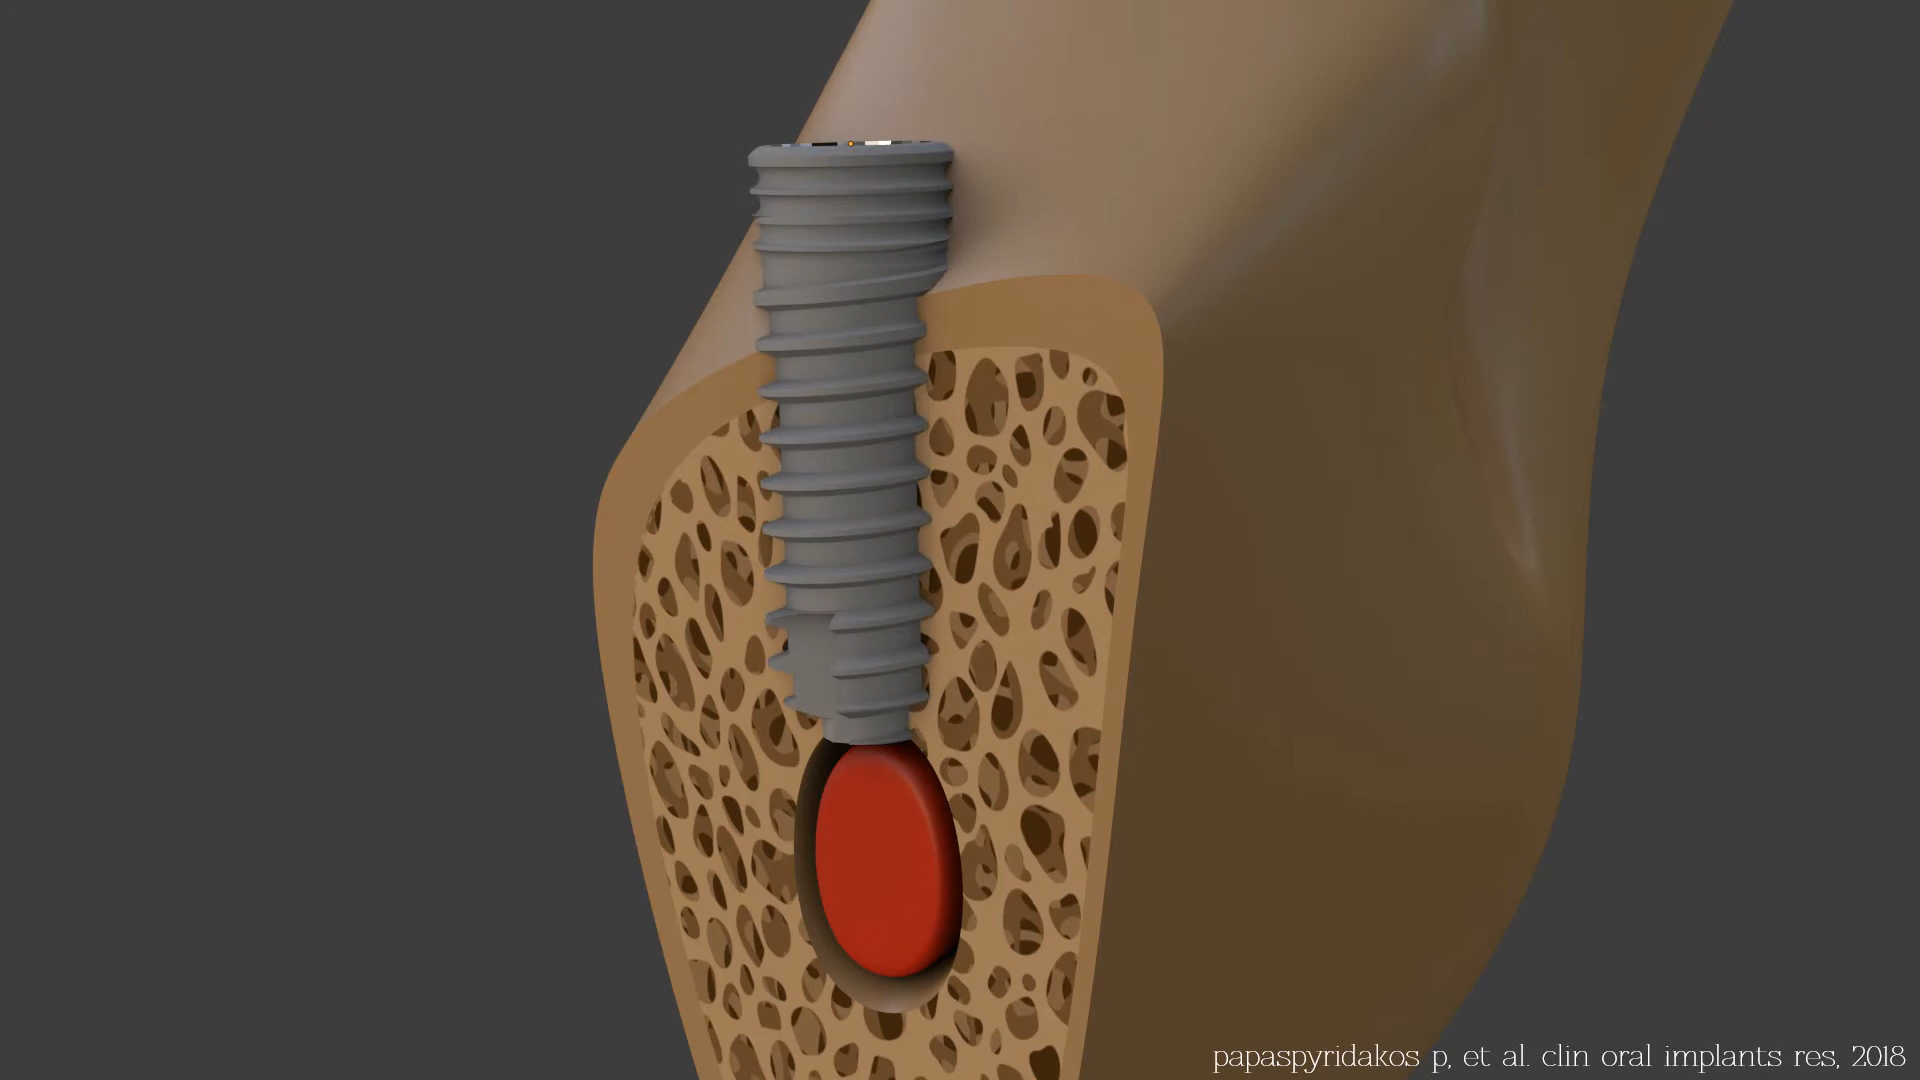 papaspyridakos p, et al. clin oral implants res, 2018